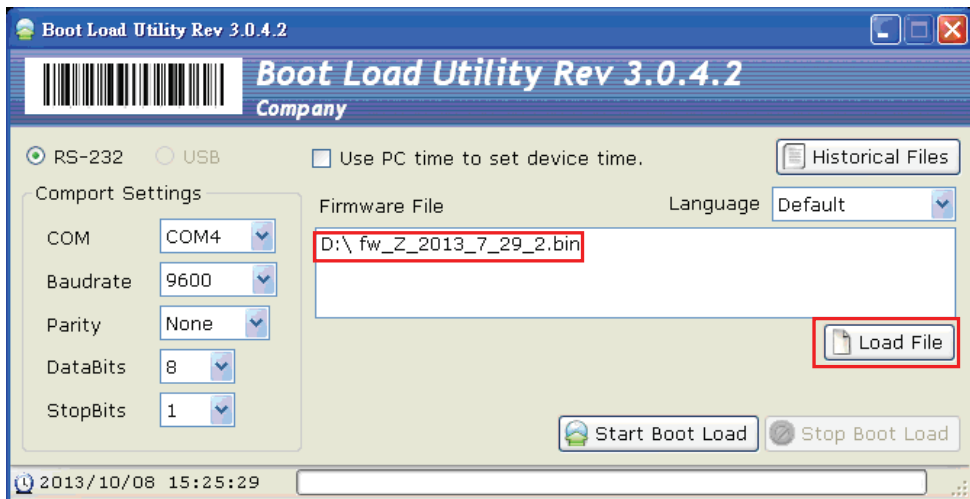 Boot Load Utility Rev 3.0.4.2
Boot Load Utility Rev 3.0.4.2
Company
RS-232 USB
Use PC time to set device time.
Historical Files
Comport Settings
COM COM4
Baudrate 9600
Parity None
DataBits 8
StopBits 1
Firmware File
Language Default
D:\ fw_Z_2013_7_29_2.bin
Load File
Start Boot Load
Stop Boot Load
2013/10/08 15:25:29